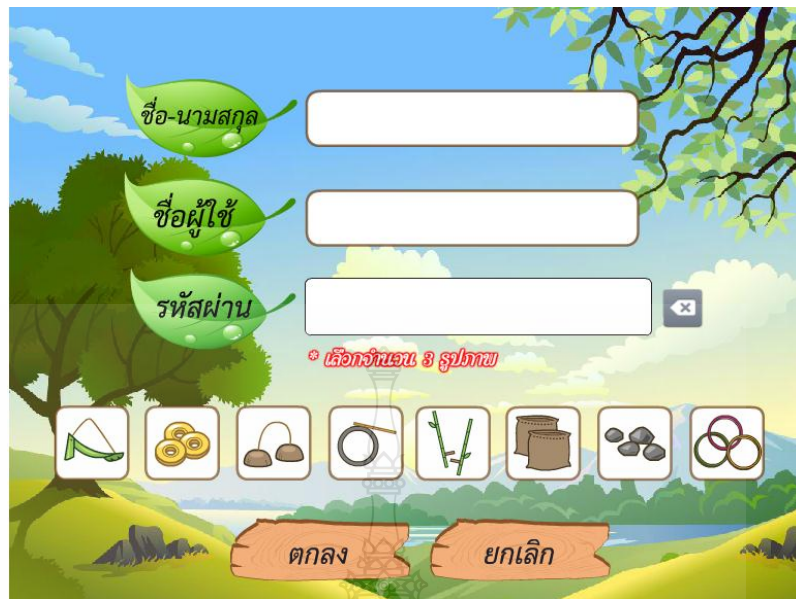 ชื่อ-นามสกุล
ชื่อผู้ใช้
รหัสผ่าน
* เลือกจำนวน 3 รูปภาพ
ตกลง
ยกเลิก